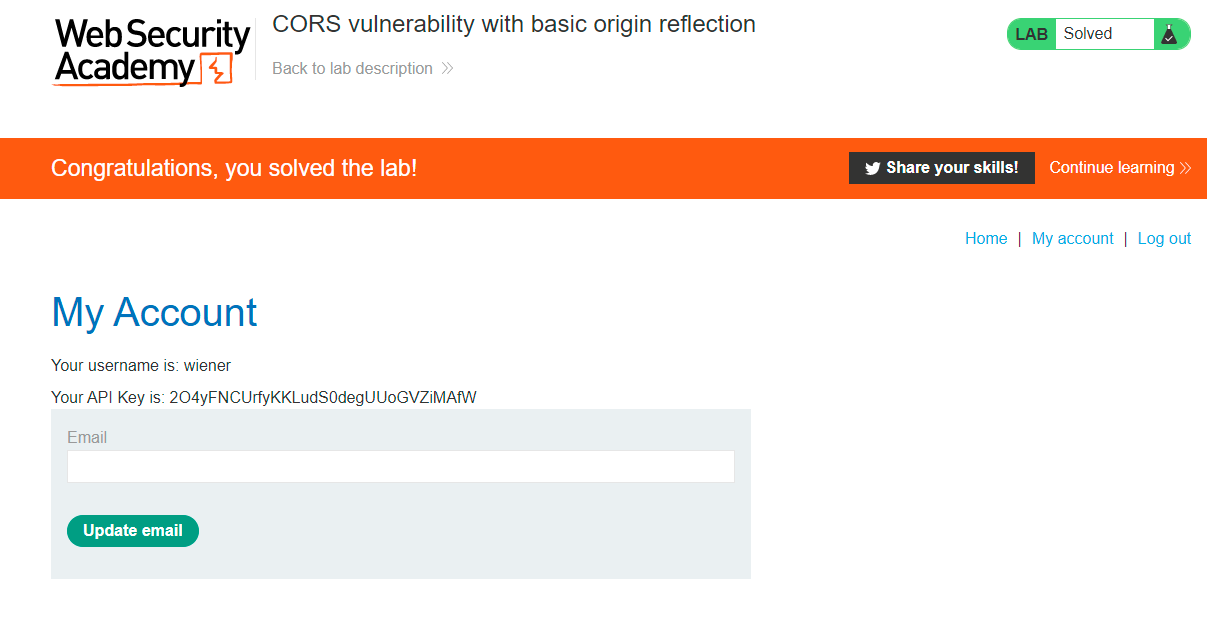 Web Security
Academy
CORS vulnerability with basic origin reflection
Back to lab description
LAB Solved
Congratulations, you solved the lab!
Share your skills!
Continue learning
Home | My account | Log out
My Account
Your username is: wiener
Your API Key is: 2O4yFNCUrfyKKLudS0degUUoGVZiMAfW
Email
Update email